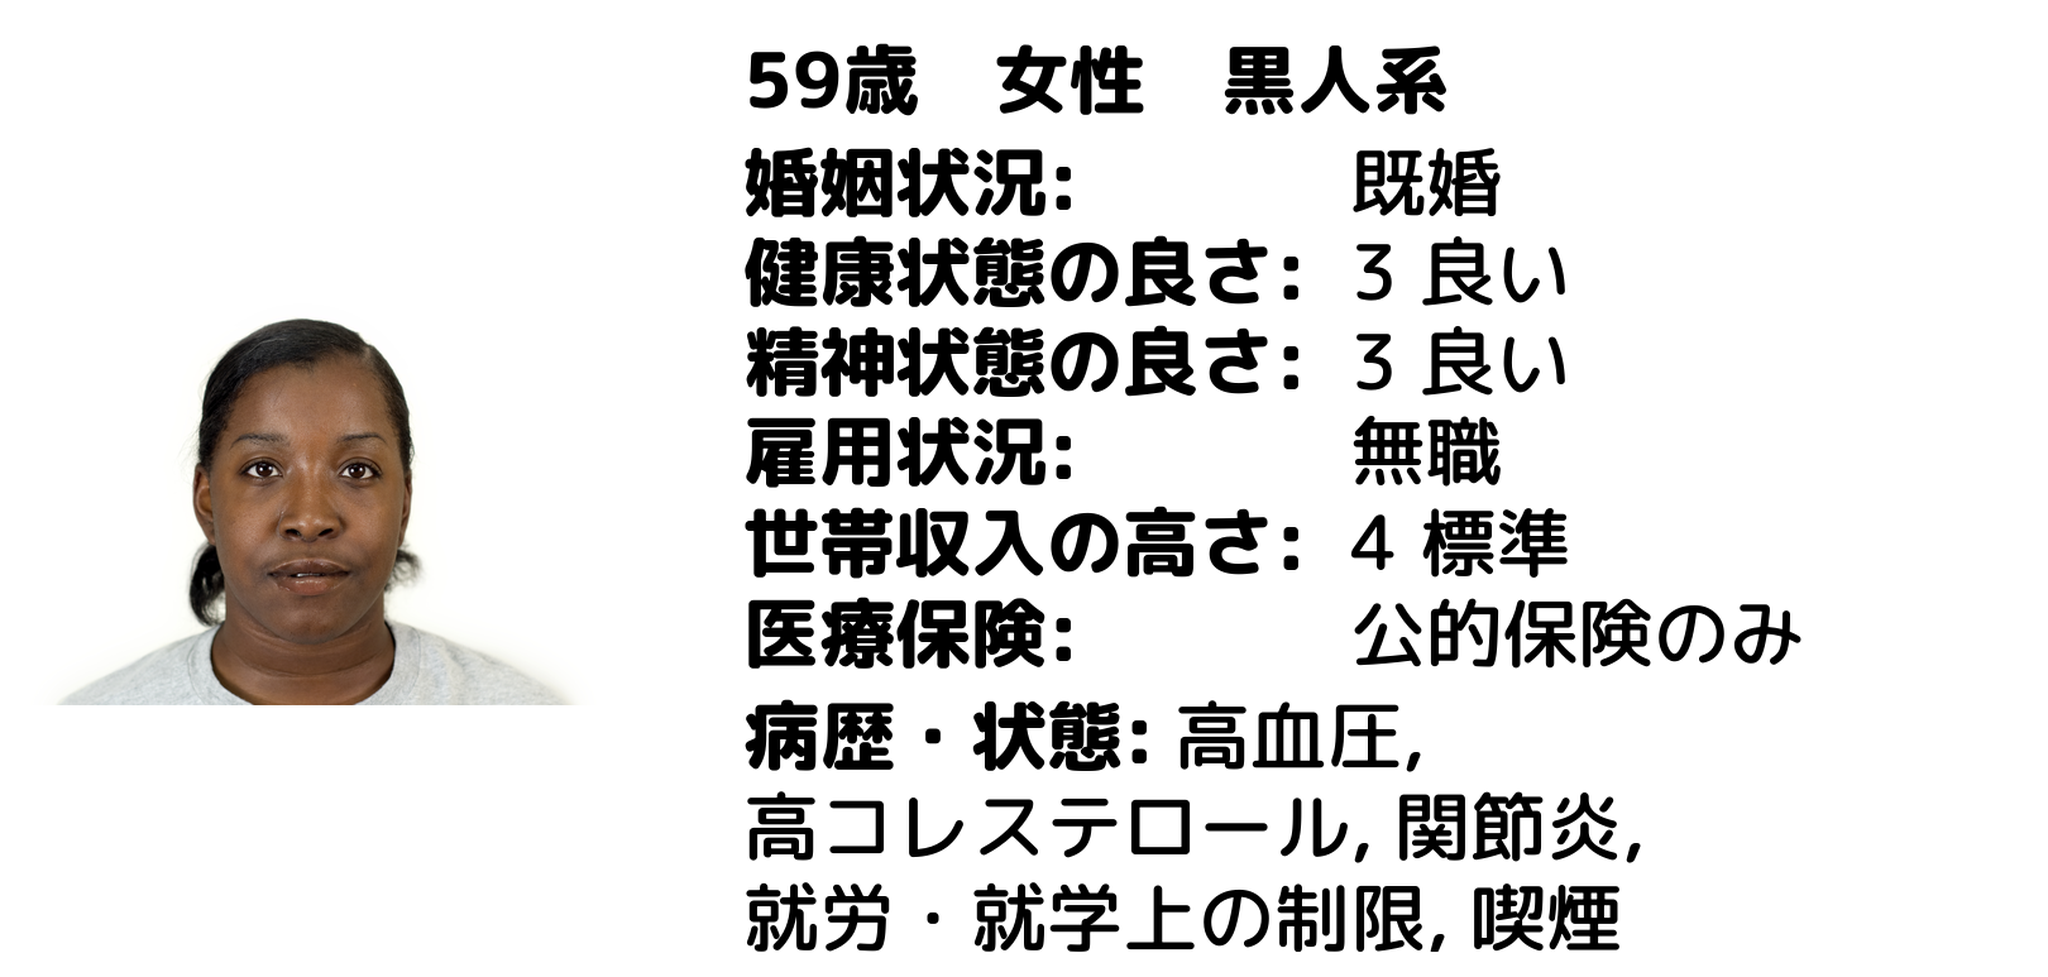 59歳　女性　黒人系
婚姻状況: 既婚
健康状態の良さ: 3 良い
精神状態の良さ: 3 良い
雇用状況: 無職
世帯収入の高さ: 4 標準
医療保険: 公的保険のみ
病歴・状態: 高血圧,
高コレステロール, 関節炎,
就労・就学上の制限, 喫煙